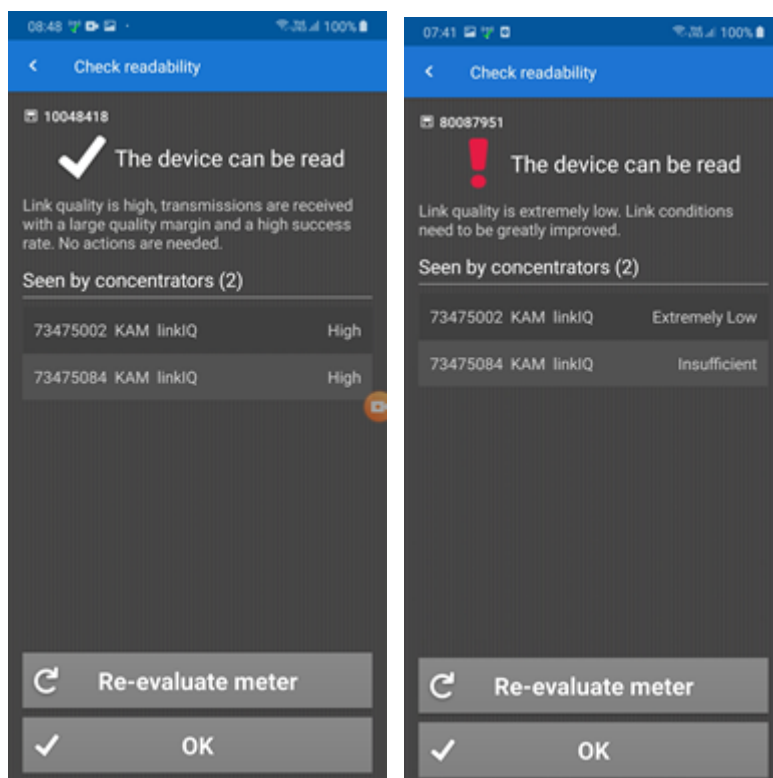 08:48
100%
Check readability
10048418
The device can be read
Link quality is high, transmissions are received
with a large quality margin and a high success
rate. No actions are needed.
Seen by concentrators (2)
73475002 KAM linkIQ High
73475084 KAM linkIQ High
Re-evaluate meter
OK
07:41
100%
Check readability
80087951
The device can be read
Link quality is extremely low. Link conditions
need to be greatly improved.
Seen by concentrators (2)
73475002 KAM linkIQ Extremely Low
73475084 KAM linkIQ Insufficient
Re-evaluate meter
OK